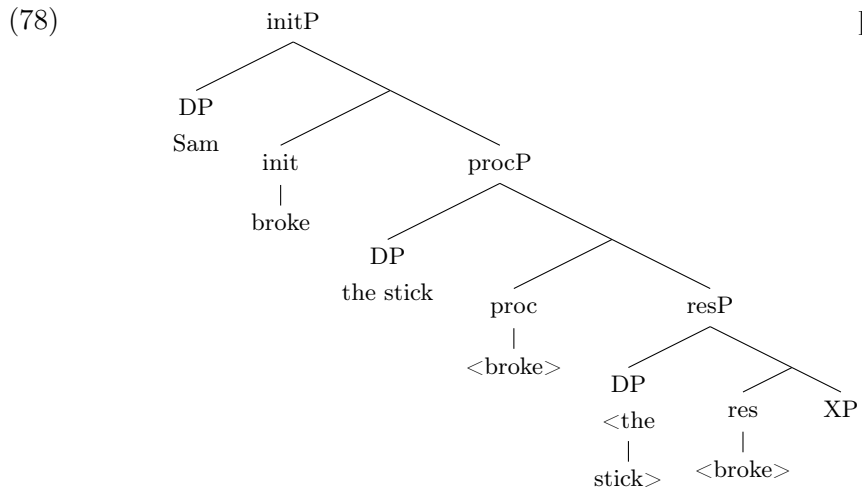 (78)
initP
DP
Sam
init
broke
procP
DP
the stick
proc
<broke>
resP
DP
<the
stick>
res
<broke>
XP